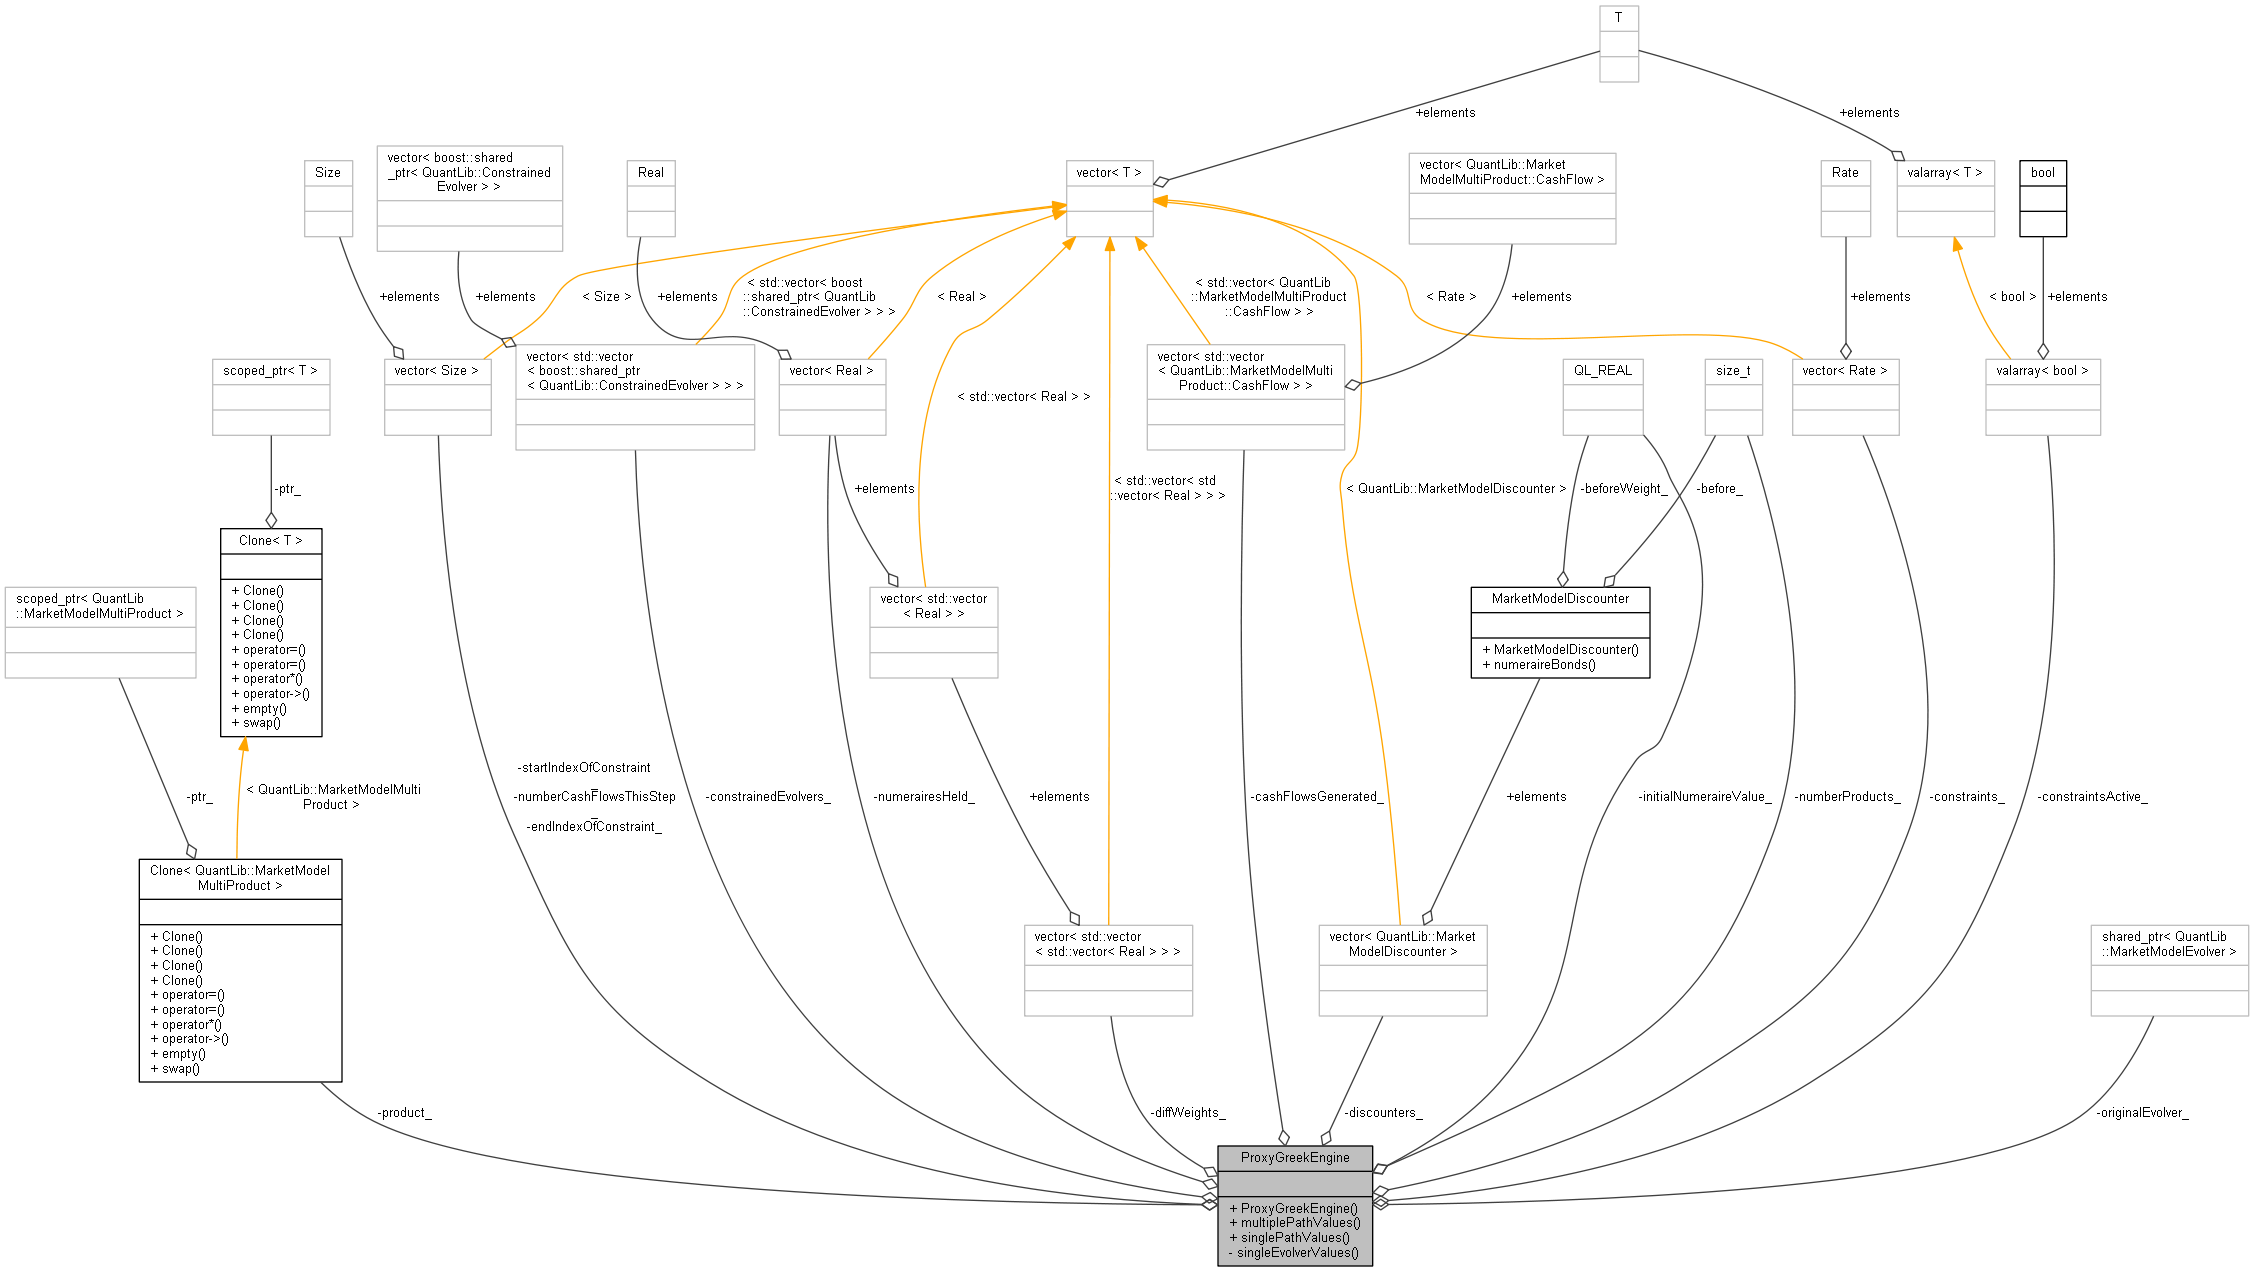 T
+elements
+elements
Size
vector< boost::shared
_ptr< QuantLib::Constrained
Evolver > >
Real
vector< T >
vector< QuantLib::Market
ModelMultiProduct::CashFlow >
Rate
valarray< T >
bool
+elements
+elements
< Size >
+elements
< std::vector< boost
::shared_ptr< QuantLib
::ConstrainedEvolver > > >
< Real >
< std::vector< QuantLib
::MarketModelMultiProduct
::CashFlow > >
< Rate >
+elements
+elements
< bool >
+elements
scoped_ptr< T >
vector< Size >
vector< std::vector
< boost::shared_ptr
< QuantLib::ConstrainedEvolver > > >
vector< Real >
< std::vector< Real > >
vector< std::vector
< QuantLib::MarketModelMulti
Product::CashFlow > >
QL_REAL
size_t
vector< Rate >
valarray< bool >
-ptr_
+elements
< std::vector< std
::vector< Real > > >
< QuantLib::MarketModelDiscounter >
-beforeWeight_
-before_
Clone< T >
+ Clone()
+ Clone()
+ Clone()
+ Clone()
+ operator=()
+ operator=()
+ operator*()
+ operator->()
+ empty()
+ swap()
scoped_ptr< QuantLib
::MarketModelMultiProduct >
vector< std::vector
< Real > >
MarketModelDiscounter
+ MarketModelDiscounter()
+ numeraireBonds()
-ptr_
< QuantLib::MarketModelMulti
Product >
-startIndexOfConstraint
_
-numberCashFlowsThisStep
_
-endIndexOfConstraint_
-constrainedEvolvers_
-numerairesHeld_
+elements
-cashFlowsGenerated_
+elements
-initialNumeraireValue_
-numberProducts_
-constraints_
-constraintsActive_
Clone< QuantLib::MarketModel
MultiProduct >
+ Clone()
+ Clone()
+ Clone()
+ Clone()
+ operator=()
+ operator=()
+ operator*()
+ operator->()
+ empty()
+ swap()
vector< std::vector
< std::vector< Real > > >
vector< QuantLib::Market
ModelDiscounter >
shared_ptr< QuantLib
::MarketModelEvolver >
-product_
-diffWeights_
-discounters_
-originalEvolver_
ProxyGreekEngine
+ ProxyGreekEngine()
+ multiplePathValues()
+ singlePathValues()
- singleEvolverValues()